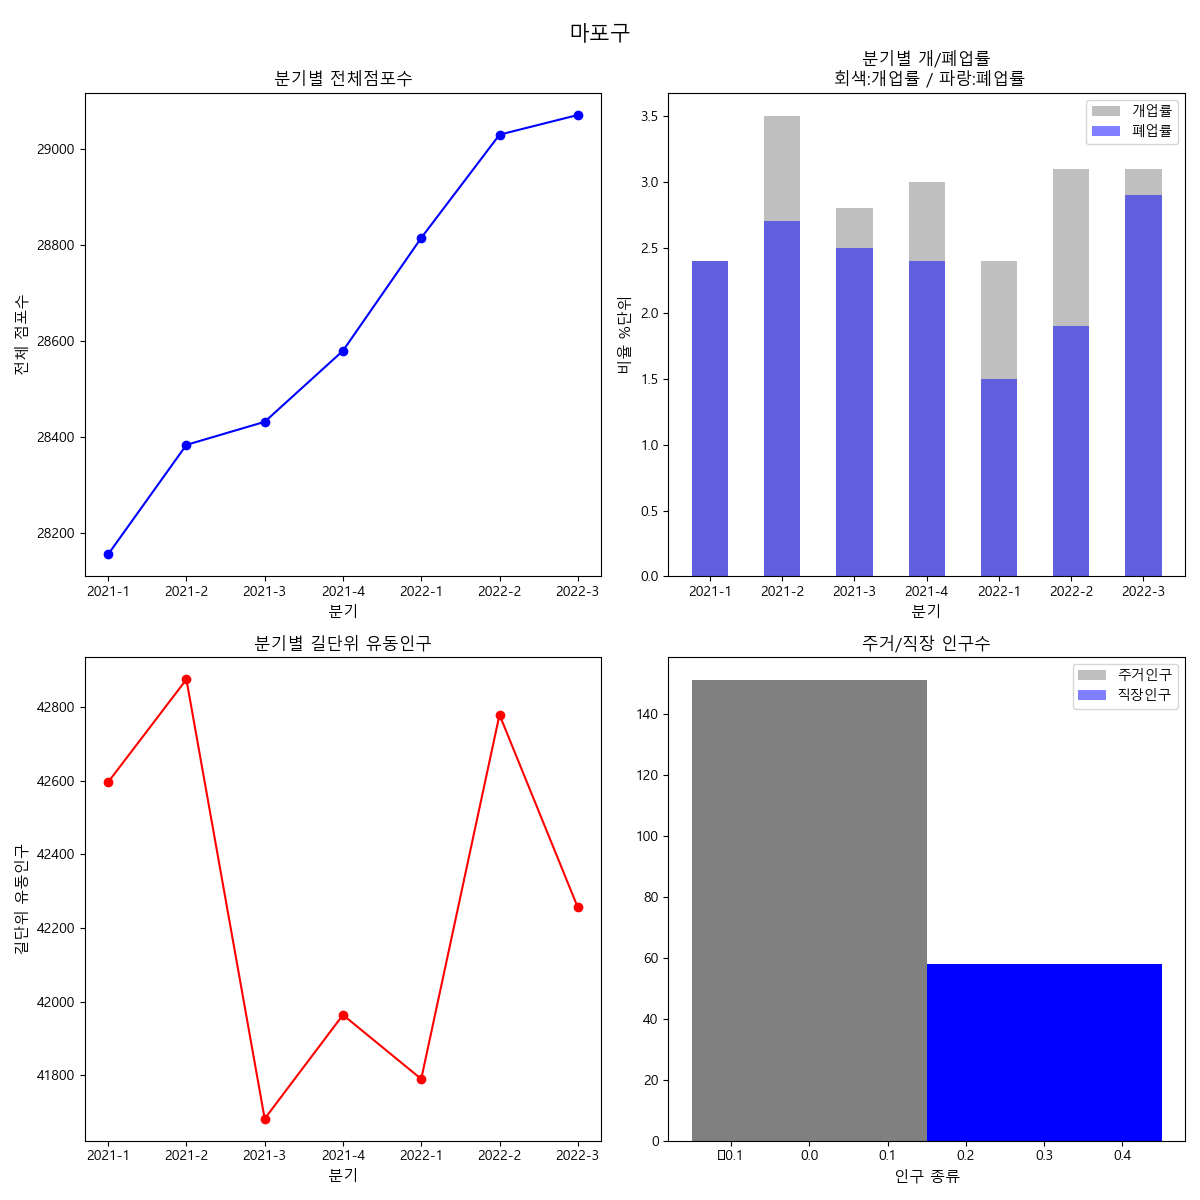 마포구
분기별 전체점포수
29000
28800
28600
28400
28200
전체 점포수
2021-1 2021-2 2021-3 2021-4 2022-1 2022-2 2022-3
분기
분기별 개/폐업률
회색:개업률 / 파랑:폐업률
개업률
폐업률
3.5
3.0
2.5
2.0
1.5
1.0
0.5
0.0
비율 %단위
2021-1 2021-2 2021-3 2021-4 2022-1 2022-2 2022-3
분기
분기별 길단위 유동인구
42800
42600
42400
42200
42000
41800
길단위 유동인구
2021-1 2021-2 2021-3 2021-4 2022-1 2022-2 2022-3
분기
주거/직장 인구수
주거인구
직장인구
140
120
100
80
60
40
20
0
▯0.1 0.0 0.1 0.2 0.3 0.4
인구 종류